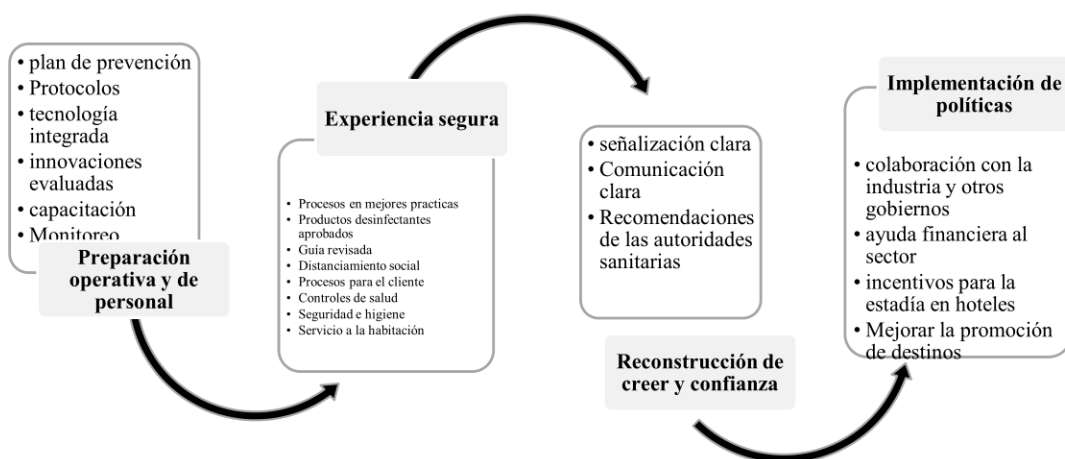 • plan de prevención
• Protocolos
• tecnología
integrada
• innovaciones
evaluadas
• capacitación
• Monitoreo
Preparación
operativa y de
personal
Experiencia segura
• Procesos en mejores practicas
• Productos desinfectantes
aprobados
• Guía revisada
• Distanciamiento social
• Procesos para el cliente
• Controles de salud
• Seguridad e higiene
• Servicio a la habitación
• señalización clara
• Comunicación
clara
• Recomendaciones
de las autoridades
sanitarias
Reconstrucción de
creer y confianza
Implementación de
políticas
• colaboración con la
industria y otros
gobiernos
• ayuda financiera al
sector
• incentivos para la
estadía en hoteles
• Mejorar la promoción
de destinos